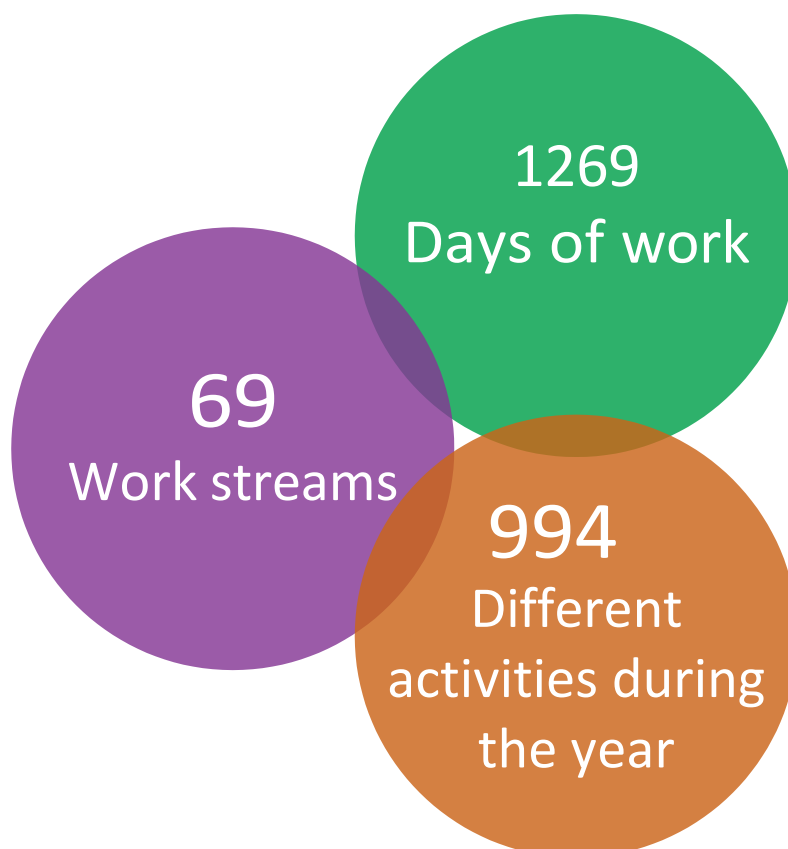 1269
Days of work
69
Work streams
994
Different
activities during
the year